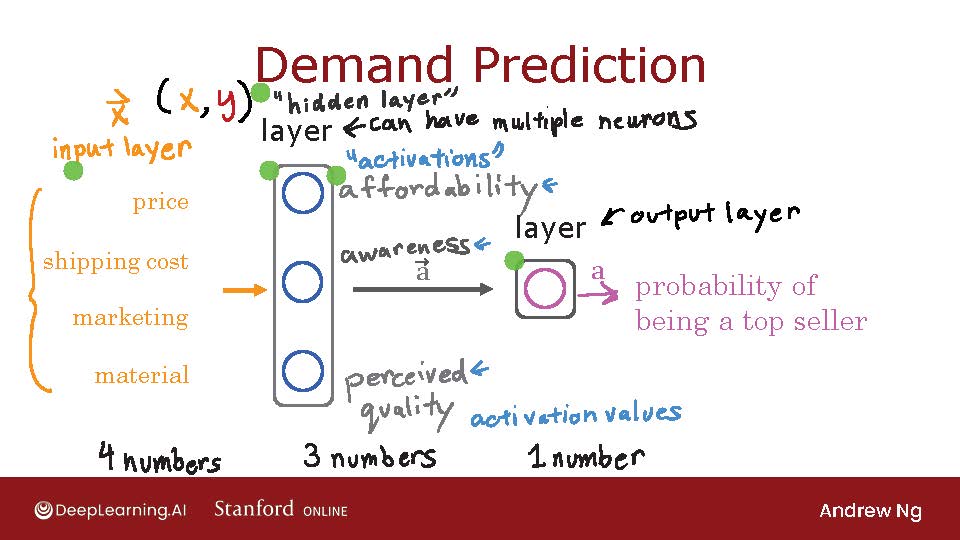 Demand Prediction
x⃗ (x, y) "hidden layer"
layer ← can have multiple neurons
input layer
"activations"
price
affordability ←
layer ← output layer
shipping cost
awareness ←
a⃗
a → probability of
being a top seller
marketing
material
perceived ←
quality
activation values
4 numbers
3 numbers
1 number
DeepLearning.AI
Stanford ONLINE
Andrew Ng